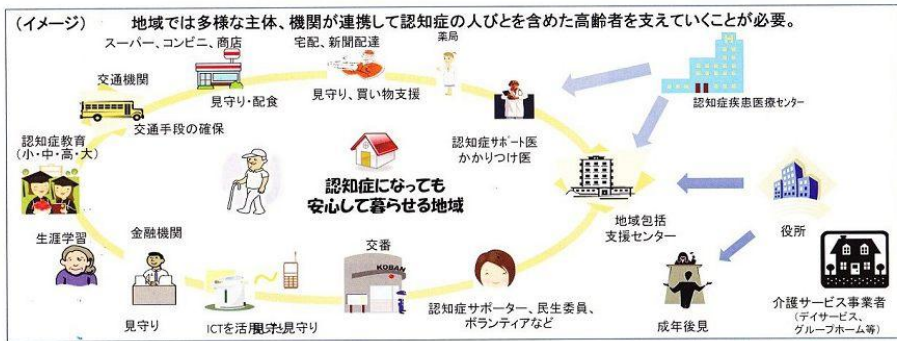 (イメージ)
地域では多様な主体、機関が連携して認知症の人びとを含めた高齢者を支えていくことが必要。
スーパー、コンビニ、商店
宅配、新聞配達
薬局
交通機関
見守り・配食
見守り、買い物支援
認知症疾患医療センター
交通手段の確保
認知症教育
(小・中・高・大)
認知症サポート医
かかりつけ医
認知症になっても
安心して暮らせる地域
地域包括
支援センター
役所
生涯学習
金融機関
交番
KOBAN
見守り
ICTを活用した見守り
認知症サポーター、民生委員、
ボランティアなど
成年後見
介護サービス事業者
(デイサービス、
グループホーム等)